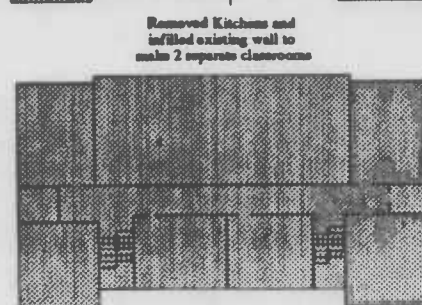 Removed Kitchens and
infilled existing wall to
make 2 separate classrooms